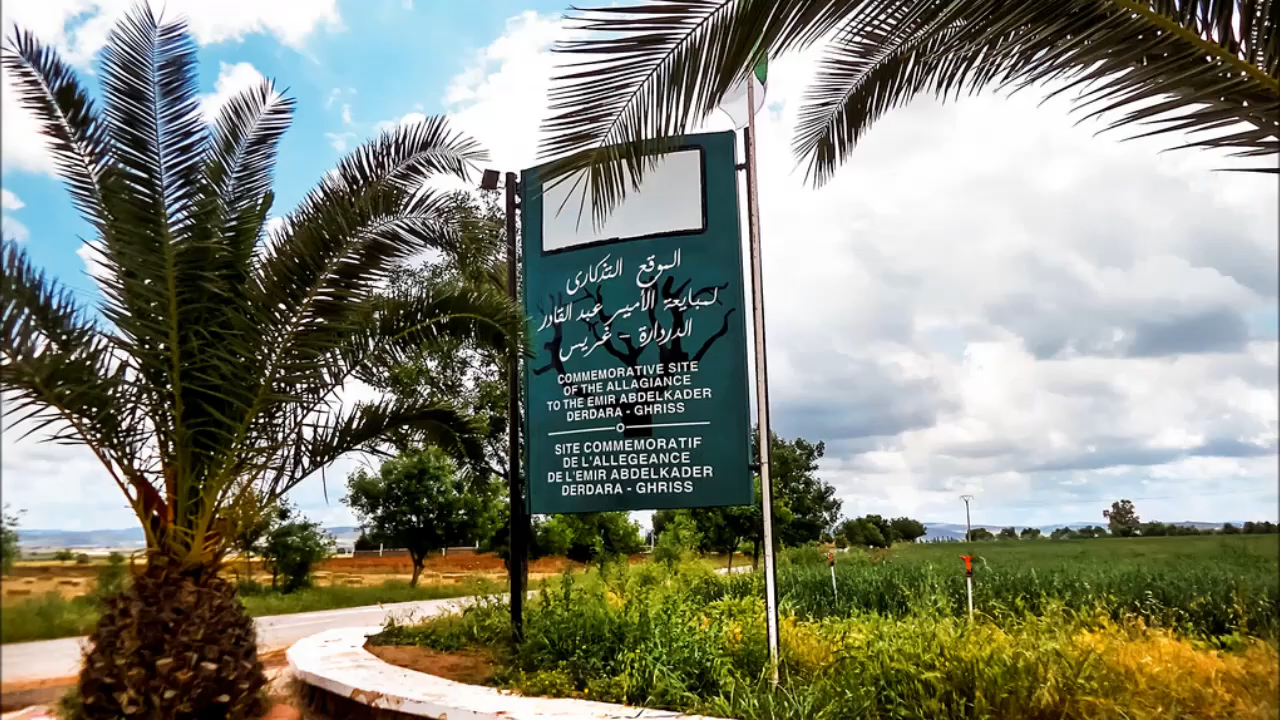 الموقع التذكاري
لمبايعة الأمير عبد القادر
الدردارة - غريس
COMMEMORATIVE SITE
OF THE ALLAGIANCE
TO THE EMIR ABDELKADER
DERDARA - GHRISS
SITE COMMEMORATIF
DE L'ALLEGEANCE
DE L'EMIR ABDELKADER
DERDARA - GHRISS